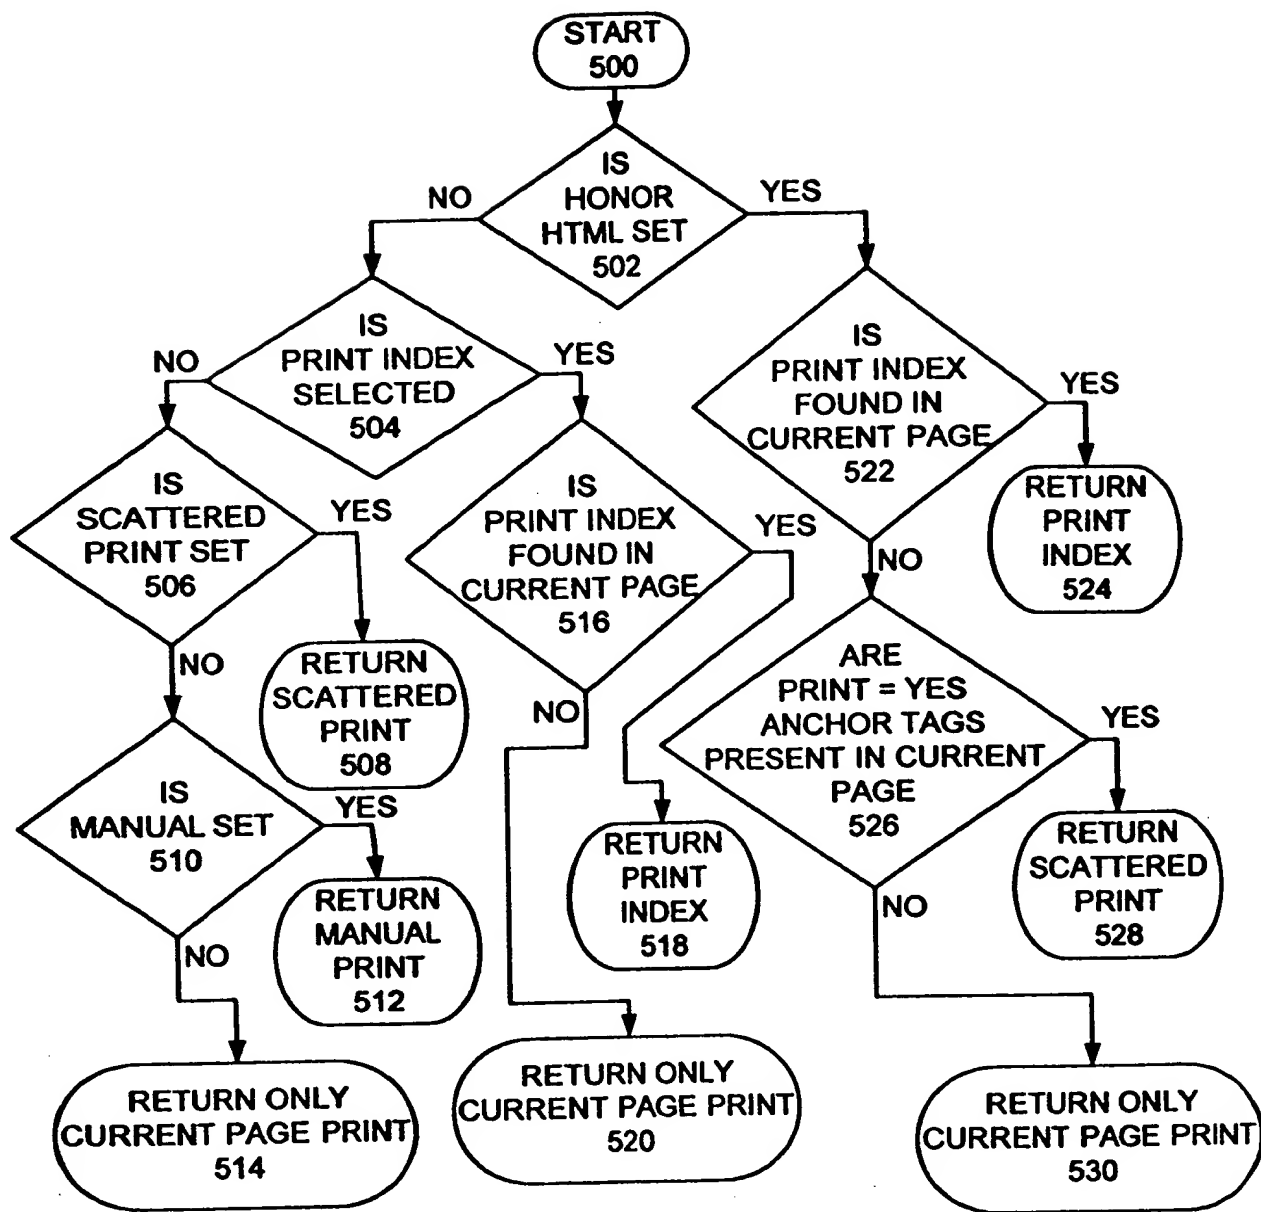 START
500
IS
HONOR
HTML SET
502
NO
YES
IS
PRINT INDEX
SELECTED
504
NO
YES
IS
PRINT INDEX
FOUND IN
CURRENT PAGE
522
YES
NO
RETURN
PRINT
INDEX
524
IS
SCATTERED
PRINT SET
506
YES
NO
RETURN
SCATTERED
PRINT
508
IS
PRINT INDEX
FOUND IN
CURRENT PAGE
516
YES
NO
ARE
PRINT = YES
ANCHOR TAGS
PRESENT IN CURRENT
PAGE
526
YES
NO
IS
MANUAL SET
510
YES
NO
RETURN
MANUAL
PRINT
512
RETURN
PRINT
INDEX
518
RETURN
SCATTERED
PRINT
528
RETURN ONLY
CURRENT PAGE PRINT
514
RETURN ONLY
CURRENT PAGE PRINT
520
RETURN ONLY
CURRENT PAGE PRINT
530